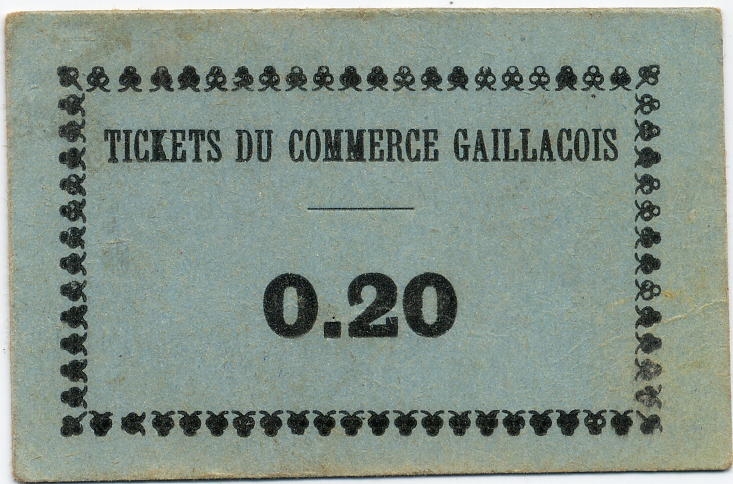 TICKETS DU COMMERCE GAILLACOIS
0.20